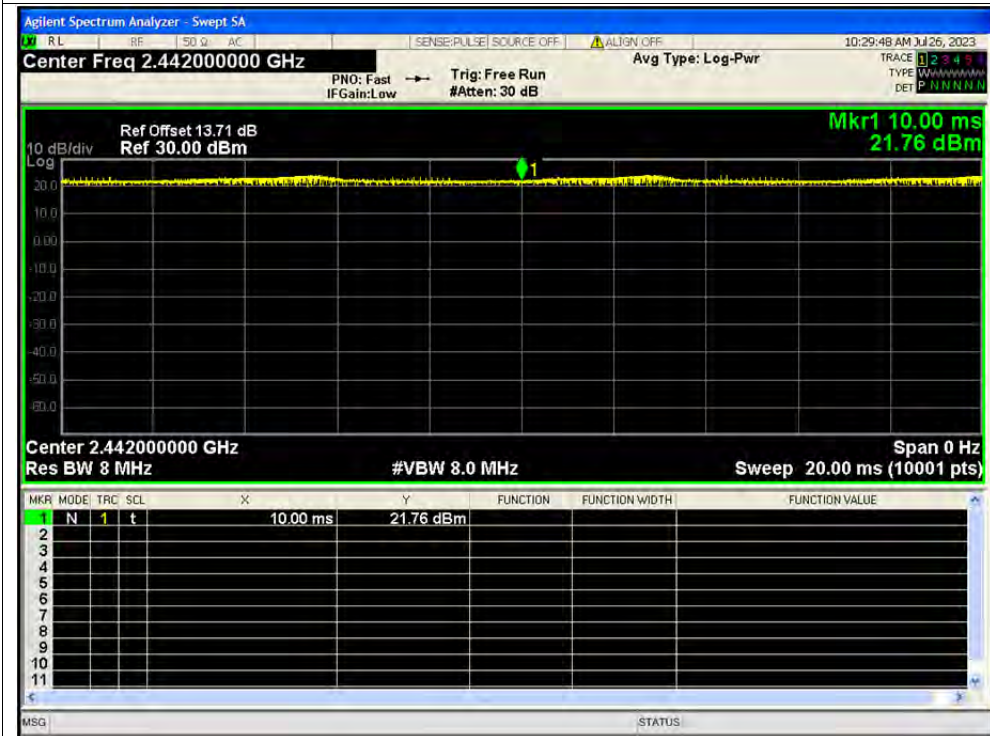 Agilent Spectrum Analyzer - Swept SA
RL RF 50 Ω AC SENSE:PULSE SOURCE OFF ALIGN OFF 10:29:48 AM Jul 26, 2023
Center Freq 2.442000000 GHz Avg Type: Log-Pwr TRACE 1 2 3 4 5 6
PNO: Fast Trig: Free Run TYPE
IFGain:Low #Atten: 30 dB DET P N N N N N
Mkr1 10.00 ms
Ref Offset 13.71 dB
10 dB/div Ref 30.00 dBm 21.76 dBm
Log
1
20.0
10.0
0.00
-10.0
-20.0
-30.0
-40.0
-50.0
-60.0
Center 2.442000000 GHz Span 0 Hz
Res BW 8 MHz #VBW 8.0 MHz Sweep 20.00 ms (10001 pts)
MKR MODE TRC SCL X Y FUNCTION FUNCTION WIDTH FUNCTION VALUE
1 N 1 t 10.00 ms 21.76 dBm
2
3
4
5
6
7
8
9
10
11
MSG STATUS